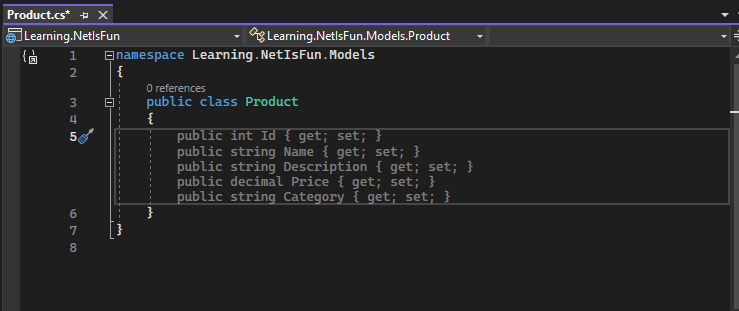 Product.cs*
Learning.NetIsFun
Learning.NetIsFun.Models.Product
1 namespace Learning.NetIsFun.Models
2 {
0 references
3 public class Product
4 {
5 public int Id { get; set; }
public string Name { get; set; }
public string Description { get; set; }
public decimal Price { get; set; }
public string Category { get; set; }
6 }
7 }
8